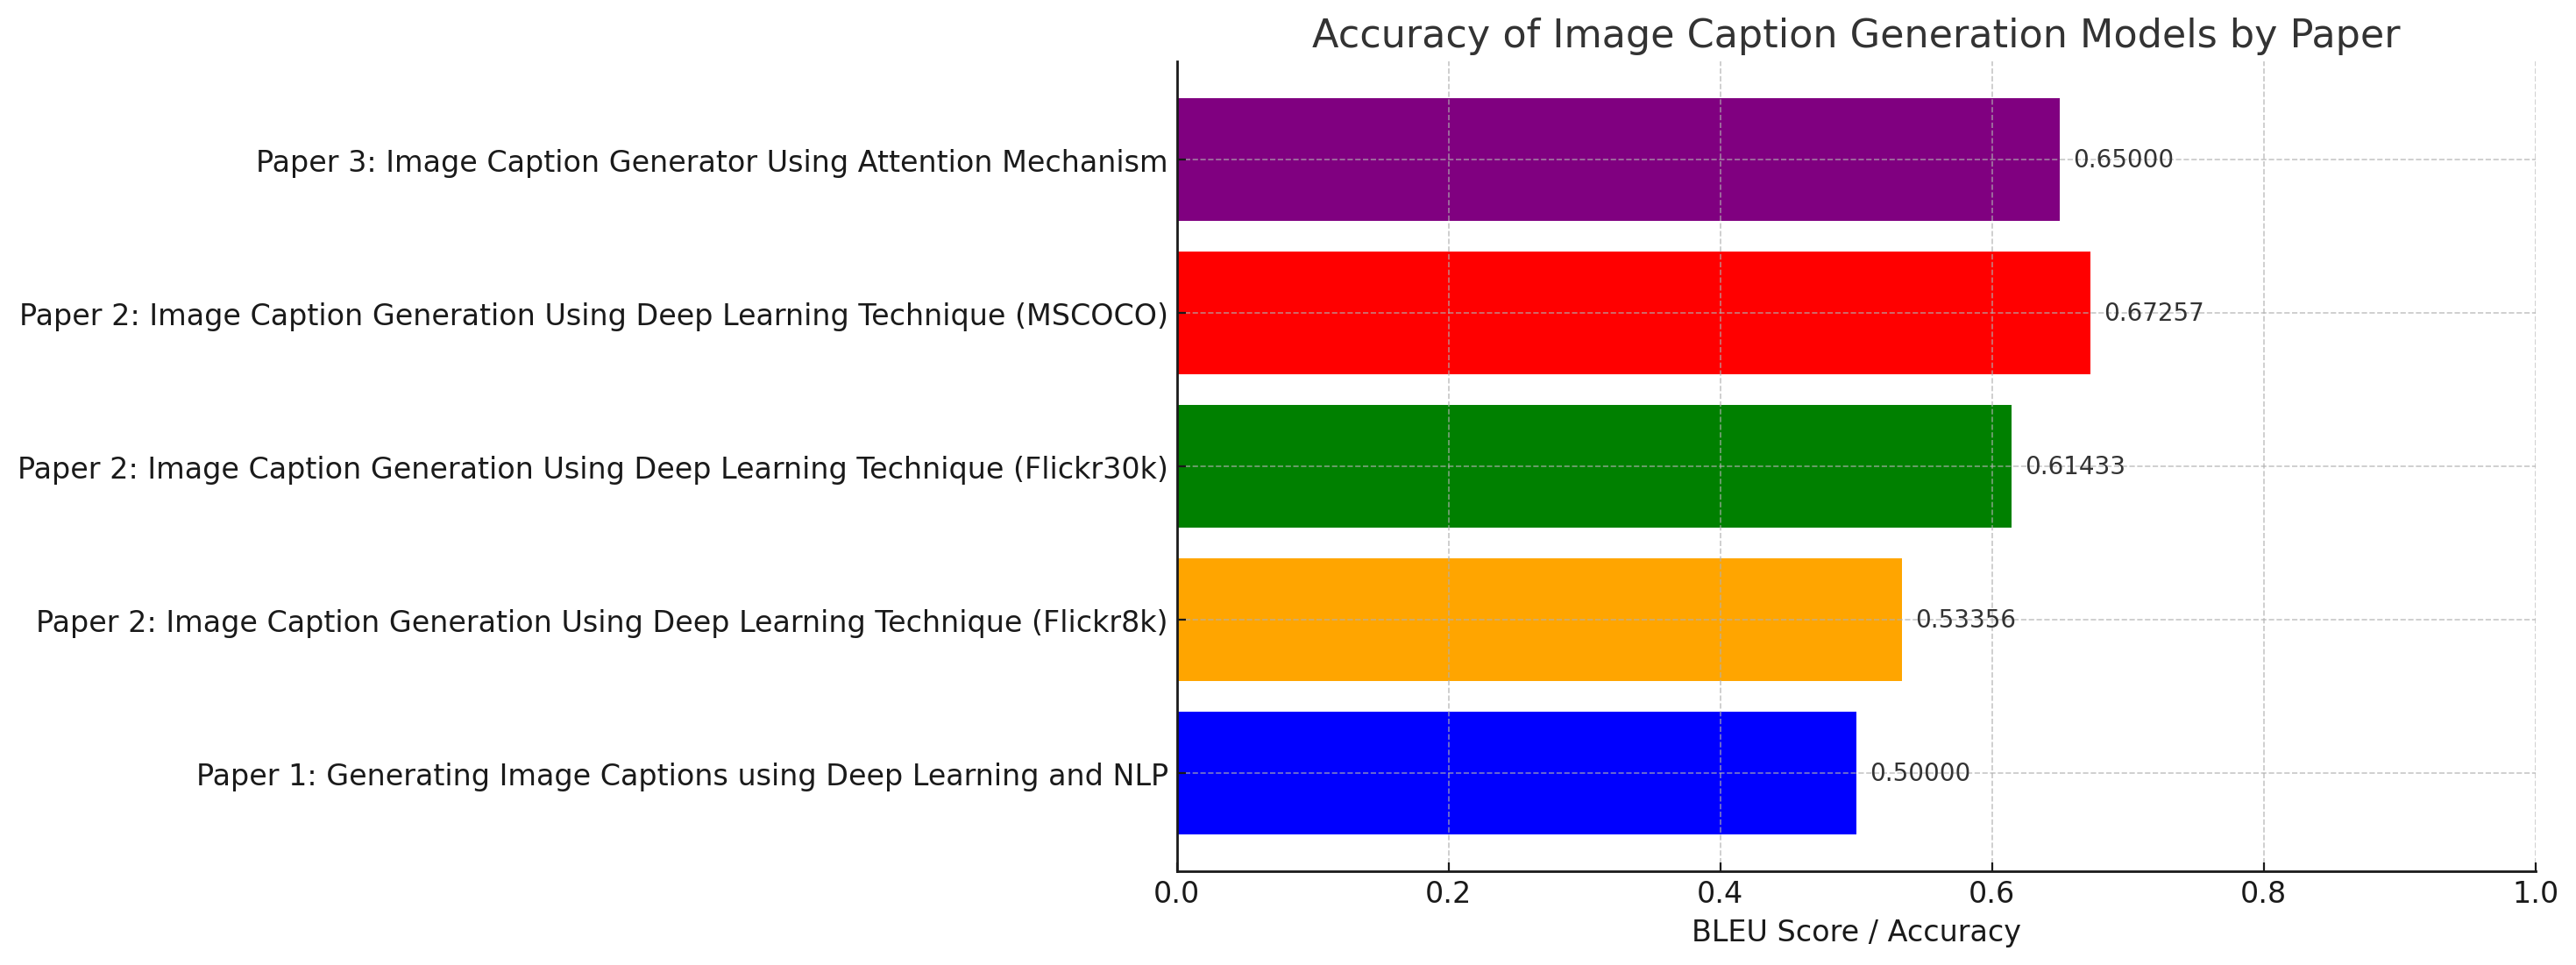 Accuracy of Image Caption Generation Models by Paper
Paper 3: Image Caption Generator Using Attention Mechanism
0.65000
Paper 2: Image Caption Generation Using Deep Learning Technique (MSCOCO)
0.67257
Paper 2: Image Caption Generation Using Deep Learning Technique (Flickr30k)
0.61433
Paper 2: Image Caption Generation Using Deep Learning Technique (Flickr8k)
0.53356
Paper 1: Generating Image Captions using Deep Learning and NLP
0.50000
0.0 0.2 0.4 0.6 0.8 1.0
BLEU Score / Accuracy